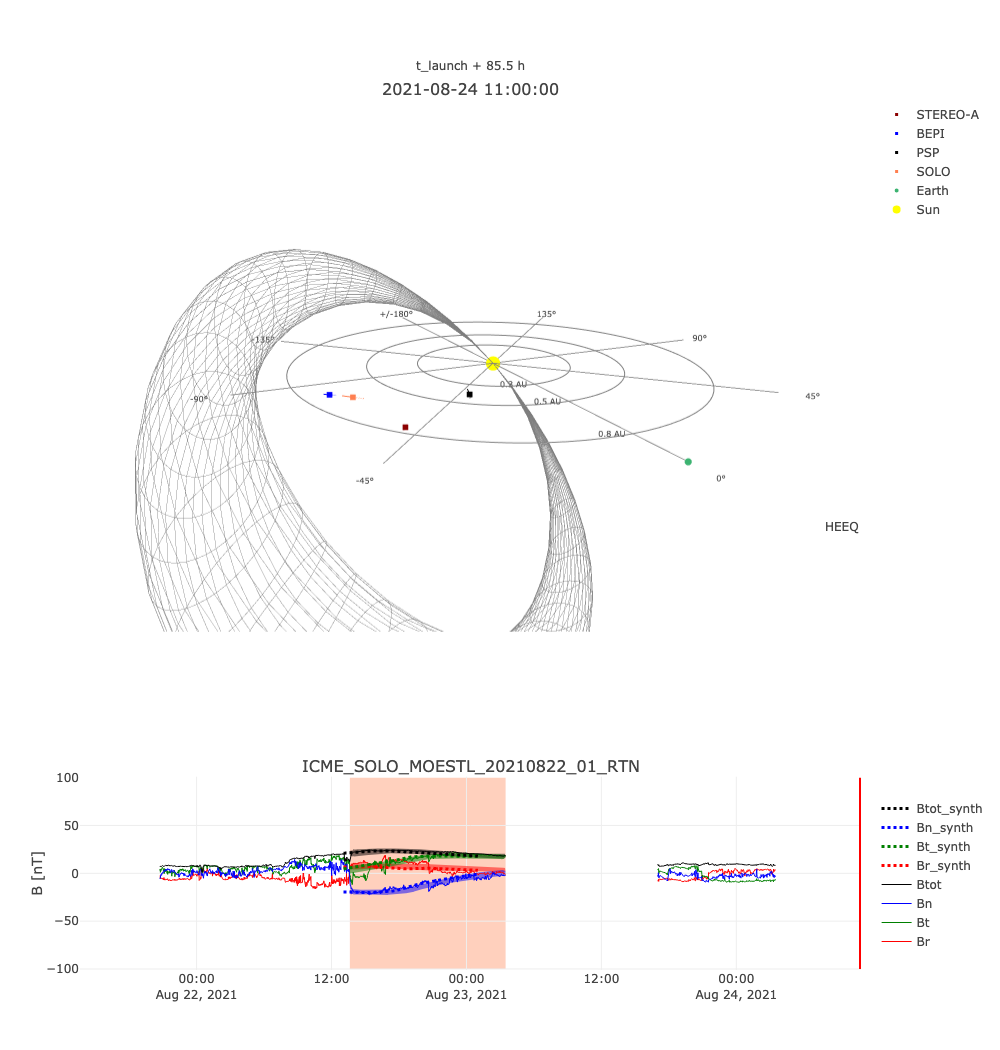 t_launch + 85.5 h
2021-08-24 11:00:00
STEREO-A
BEPI
PSP
SOLO
Earth
Sun
+/-180°
135°
-135°
90°
0.3 AU
-90°
45°
0.5 AU
0.8 AU
-45°
0°
HEEQ
ICME_SOLO_MOESTL_20210822_01_RTN
100
50
0
−50
−100
B [nT]
00:00
Aug 22, 2021
12:00
00:00
Aug 23, 2021
12:00
00:00
Aug 24, 2021
Btot_synth
Bn_synth
Bt_synth
Br_synth
Btot
Bn
Bt
Br